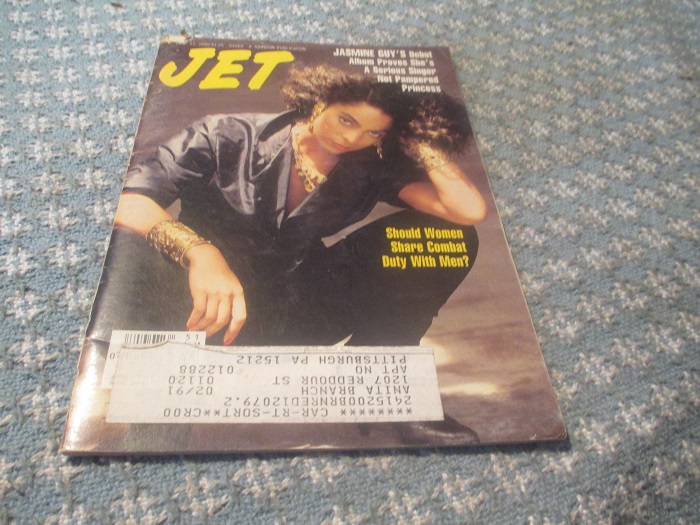 JET
JASMINE GUY'S Debut
Album Proves She's
A Serious Singer
Not Pampered
Princess
Should Women
Share Combat
Duty With Men?
******** CAR-RT-SORT**CR00
2415200BRNRED12079.2
ANITA BRANCH 02/91
1207 REDDOUR ST 01120
APT NO 012288
PITTSBURGH PA 15212